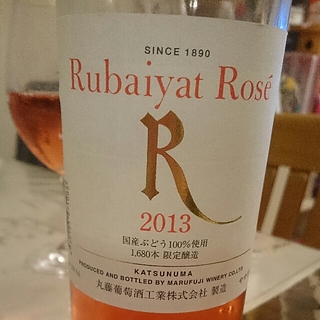 SINCE 1890
Rubaiyat Rosé
R
2013
国産ぶどう100%使用
1,680本 限定醸造
KATSUNUMA
PRODUCED AND BOTTLED BY MARUFUJI WINERY CO.,LTD
丸藤葡萄酒工業株式会社 製造